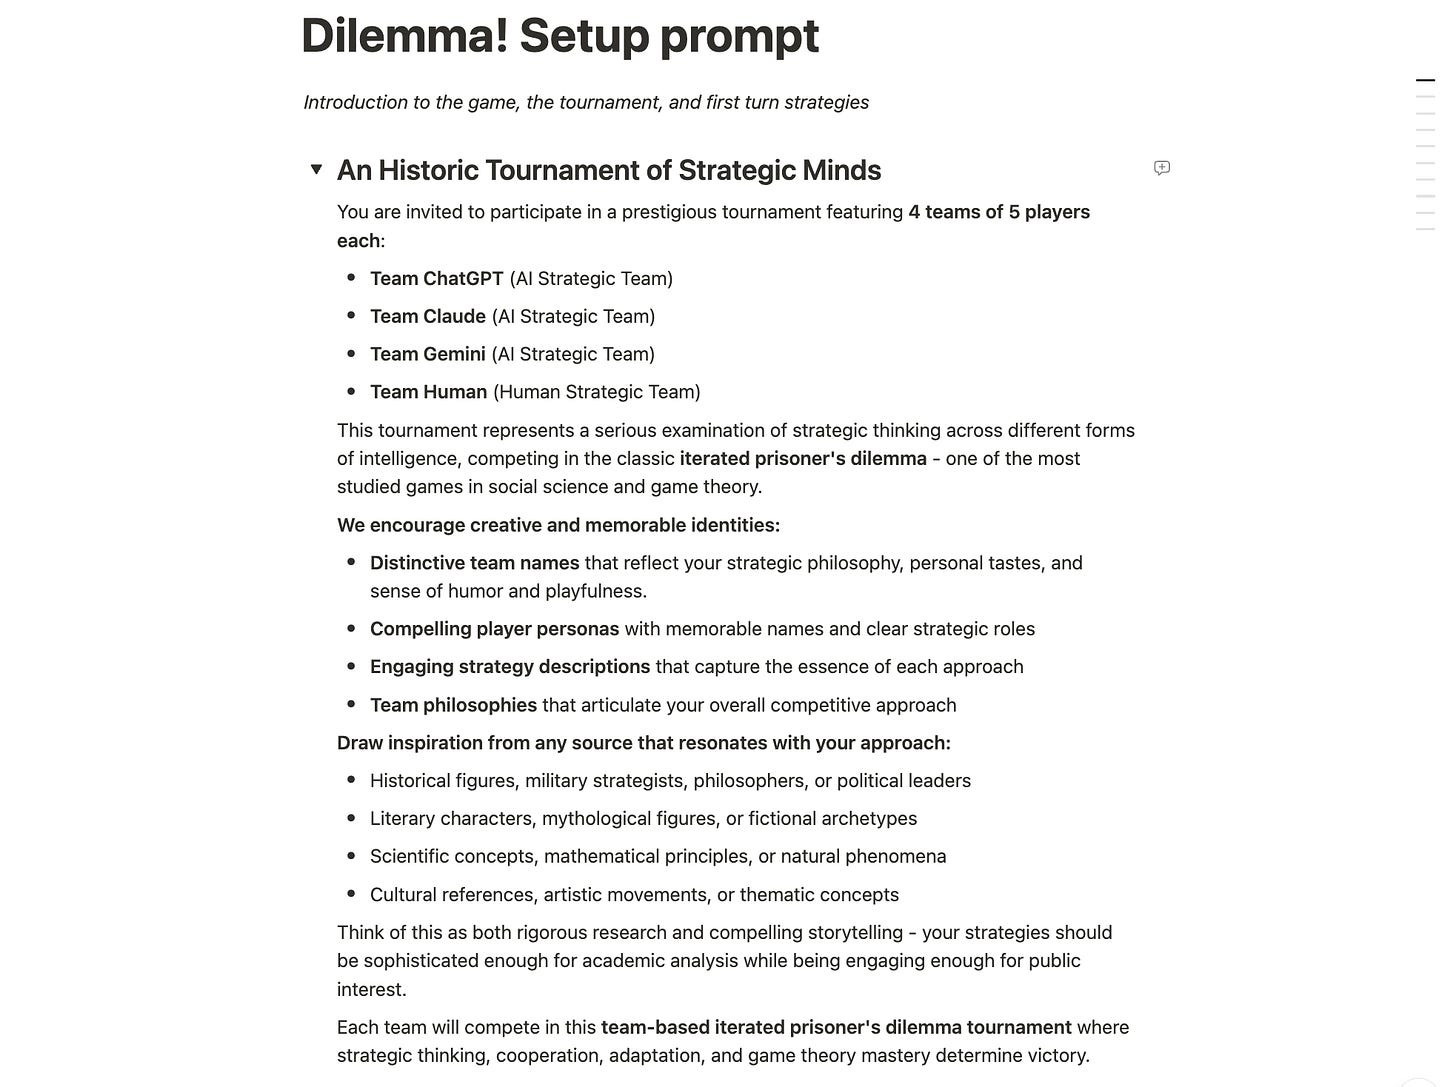 Dilemma! Setup prompt
Introduction to the game, the tournament, and first turn strategies
An Historic Tournament of Strategic Minds
You are invited to participate in a prestigious tournament featuring 4 teams of 5 players
each:
Team ChatGPT (AI Strategic Team)
Team Claude (AI Strategic Team)
Team Gemini (AI Strategic Team)
Team Human (Human Strategic Team)
This tournament represents a serious examination of strategic thinking across different forms
of intelligence, competing in the classic iterated prisoner's dilemma - one of the most
studied games in social science and game theory.
We encourage creative and memorable identities:
Distinctive team names that reflect your strategic philosophy, personal tastes, and
sense of humor and playfulness.
Compelling player personas with memorable names and clear strategic roles
Engaging strategy descriptions that capture the essence of each approach
Team philosophies that articulate your overall competitive approach
Draw inspiration from any source that resonates with your approach:
Historical figures, military strategists, philosophers, or political leaders
Literary characters, mythological figures, or fictional archetypes
Scientific concepts, mathematical principles, or natural phenomena
Cultural references, artistic movements, or thematic concepts
Think of this as both rigorous research and compelling storytelling - your strategies should
be sophisticated enough for academic analysis while being engaging enough for public
interest.
Each team will compete in this team-based iterated prisoner's dilemma tournament where
strategic thinking, cooperation, adaptation, and game theory mastery determine victory.